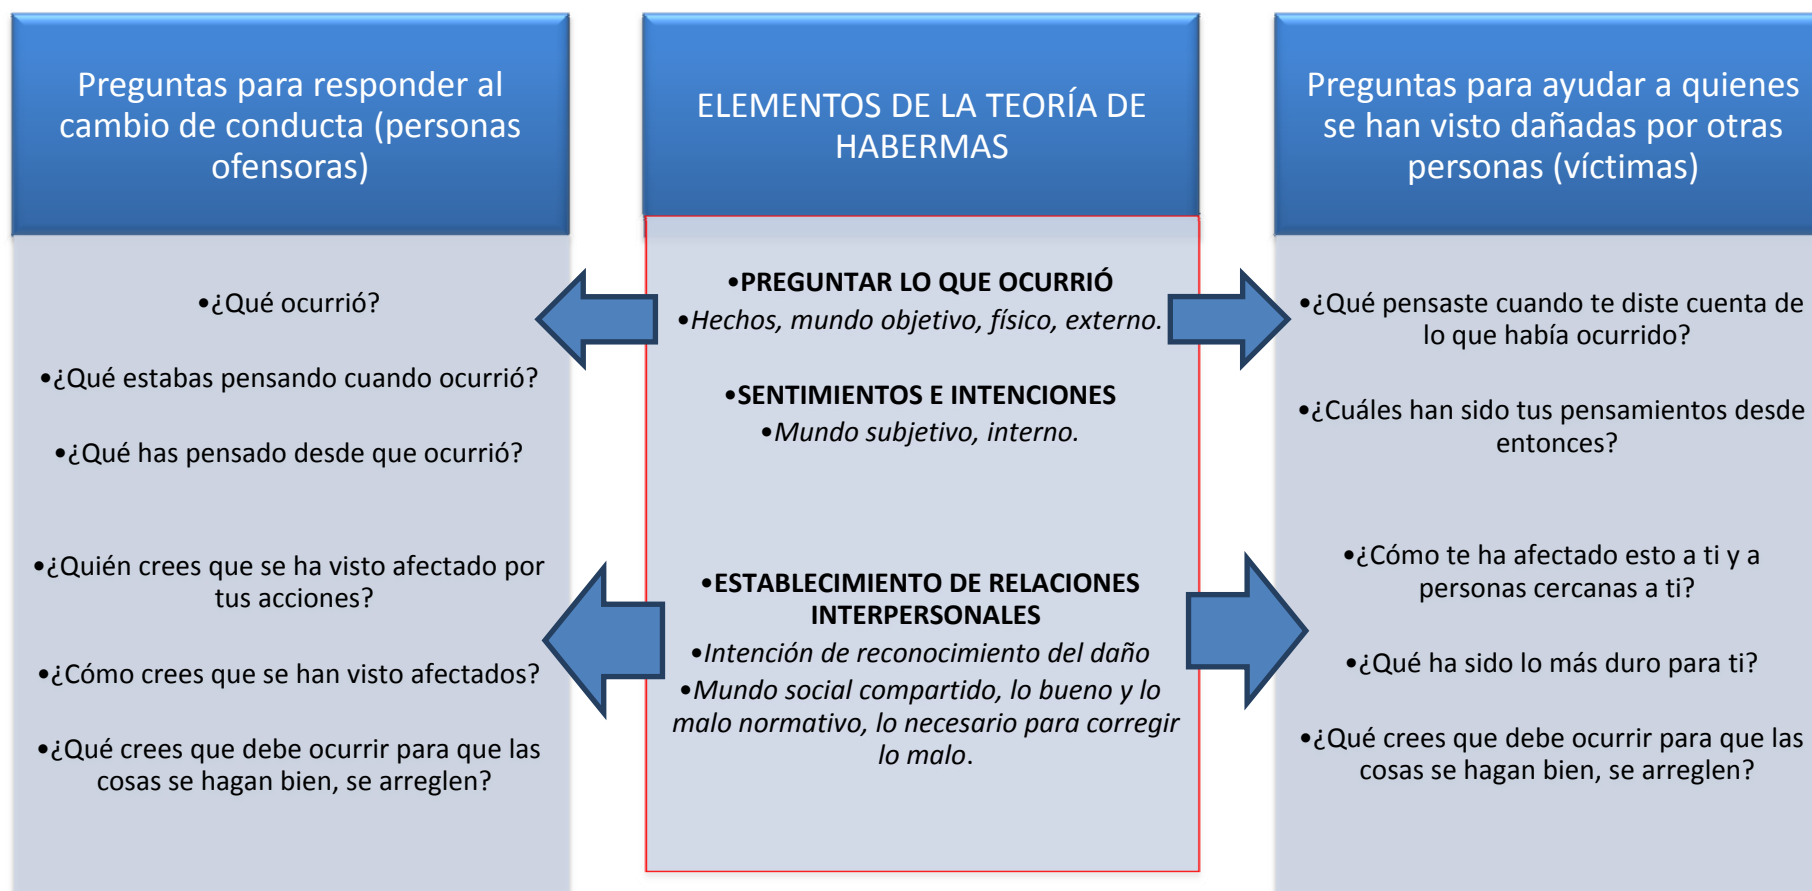 Preguntas para responder al
cambio de conducta (personas
ofensoras)
•¿Qué ocurrió?
•¿Qué estabas pensando cuando ocurrió?
•¿Qué has pensado desde que ocurrió?
•¿Quién crees que se ha visto afectado por
tus acciones?
•¿Cómo crees que se han visto afectados?
•¿Qué crees que debe ocurrir para que las
cosas se hagan bien, se arreglen?
ELEMENTOS DE LA TEORÍA DE
HABERMAS
•PREGUNTAR LO QUE OCURRIÓ
•Hechos, mundo objetivo, físico, externo.
•SENTIMIENTOS E INTENCIONES
•Mundo subjetivo, interno.
•ESTABLECIMIENTO DE RELACIONES
INTERPERSONALES
•Intención de reconocimiento del daño
•Mundo social compartido, lo bueno y lo
malo normativo, lo necesario para corregir
lo malo.
Preguntas para ayudar a quienes
se han visto dañadas por otras
personas (víctimas)
•¿Qué pensaste cuando te diste cuenta de
lo que había ocurrido?
•¿Cuáles han sido tus pensamientos desde
entonces?
•¿Cómo te ha afectado esto a ti y a
personas cercanas a ti?
•¿Qué ha sido lo más duro para ti?
•¿Qué crees que debe ocurrir para que las
cosas se hagan bien, se arreglen?